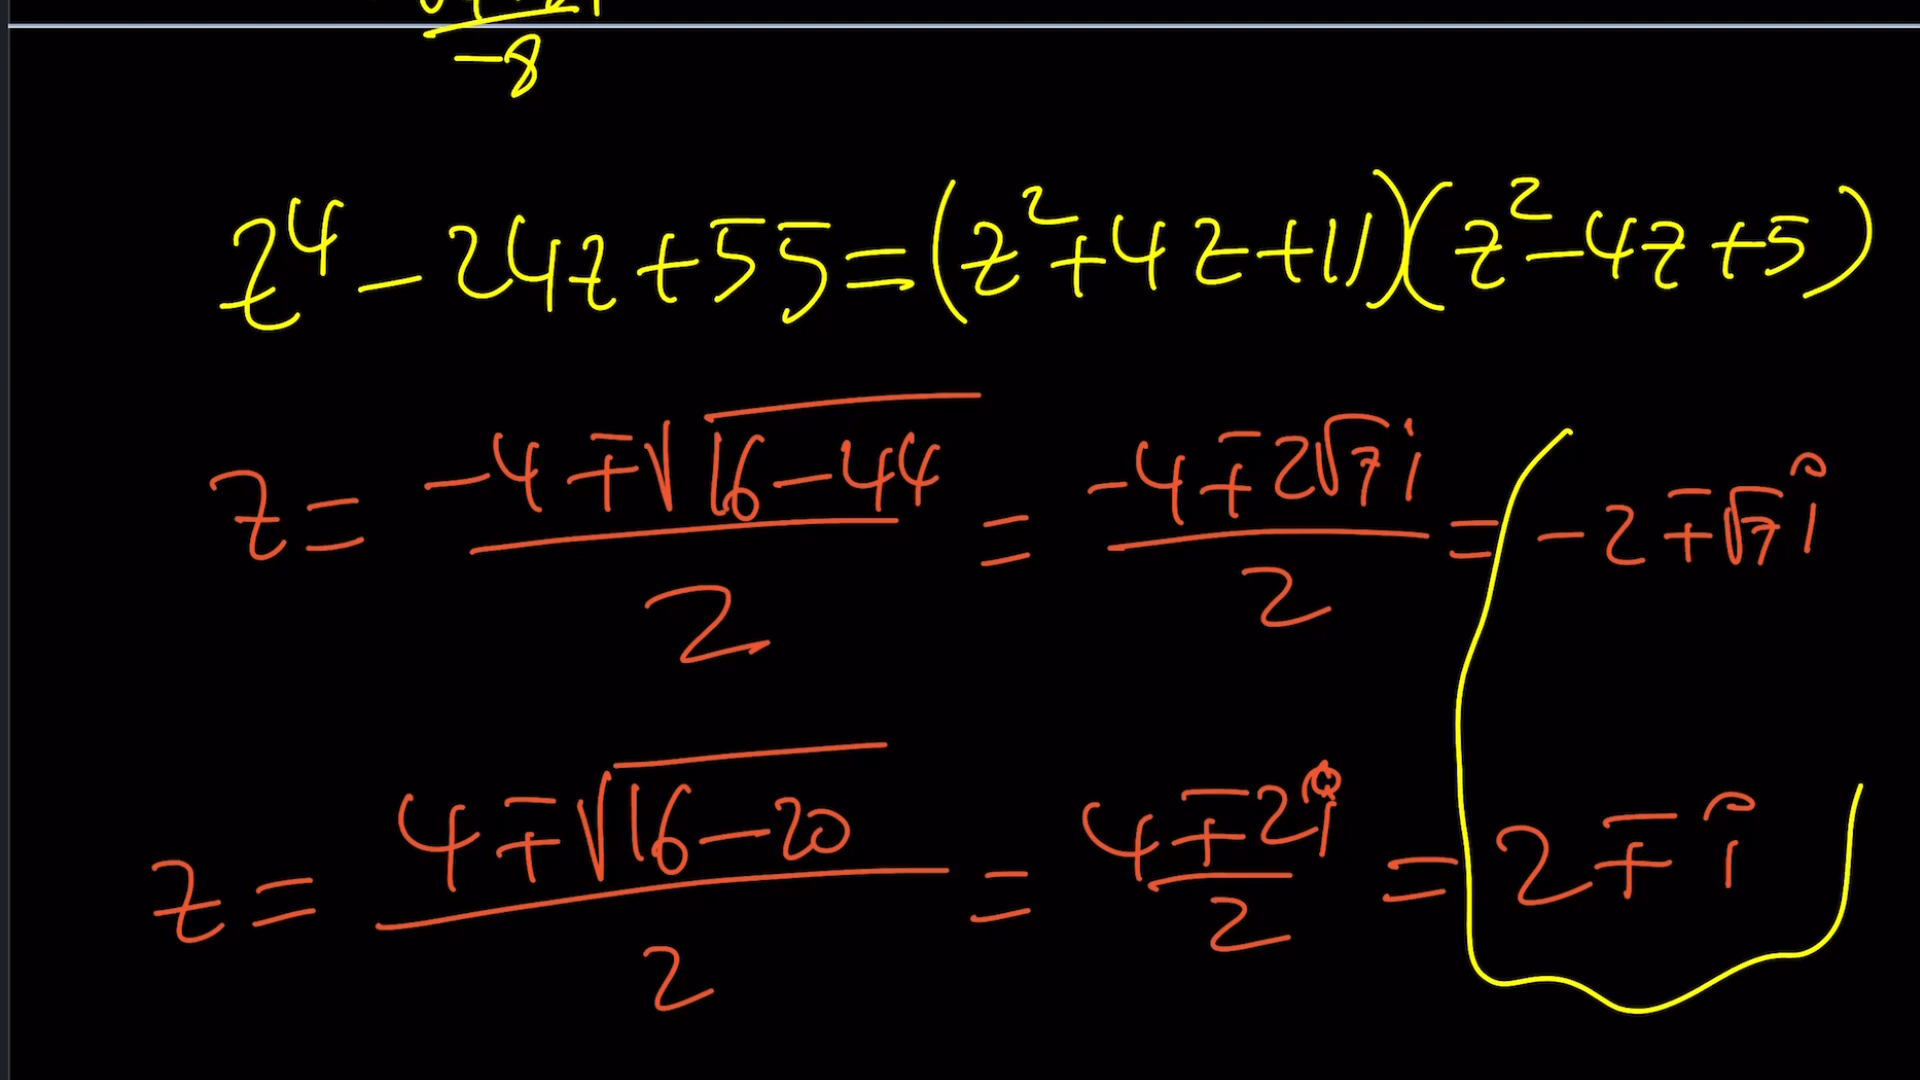 -8
z⁴ - 24z + 55 = (z² + 4z + 11)(z² - 4z + 5)
z = (-4 ∓ √(16 - 44))/2 = (-4 ∓ 2√7 i)/2 = -2 ∓ √7 i
z = (4 ∓ √(16 - 20))/2 = (4 ∓ 2i)/2 = 2 ∓ i